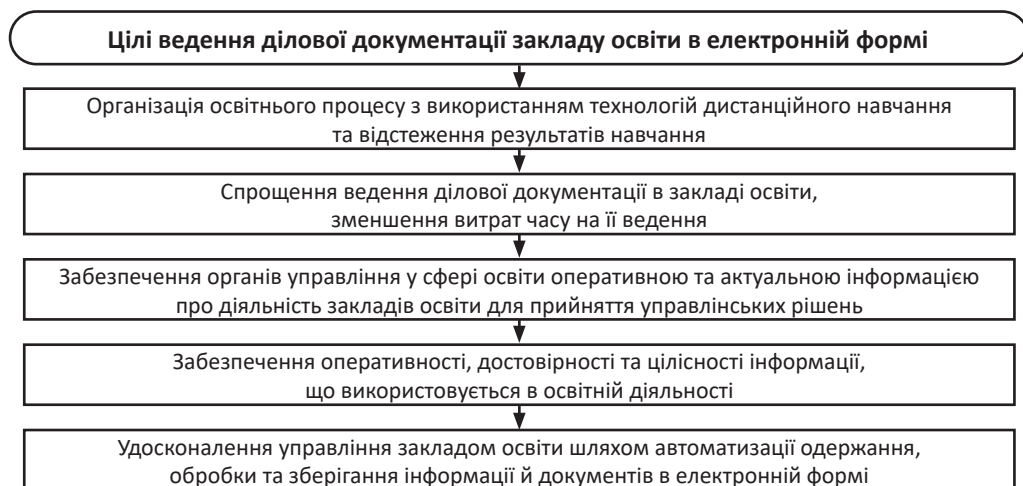 Цілі ведення ділової документації закладу освіти в електронній формі
Організація освітнього процесу з використанням технологій дистанційного навчання
та відстеження результатів навчання
Спрощення ведення ділової документації в закладі освіти,
зменшення витрат часу на її ведення
Забезпечення органів управління у сфері освіти оперативною та актуальною інформацією
про діяльність закладів освіти для прийняття управлінських рішень
Забезпечення оперативності, достовірності та цілісності інформації,
що використовується в освітній діяльності
Удосконалення управління закладом освіти шляхом автоматизації одержання,
обробки та зберігання інформації й документів в електронній формі